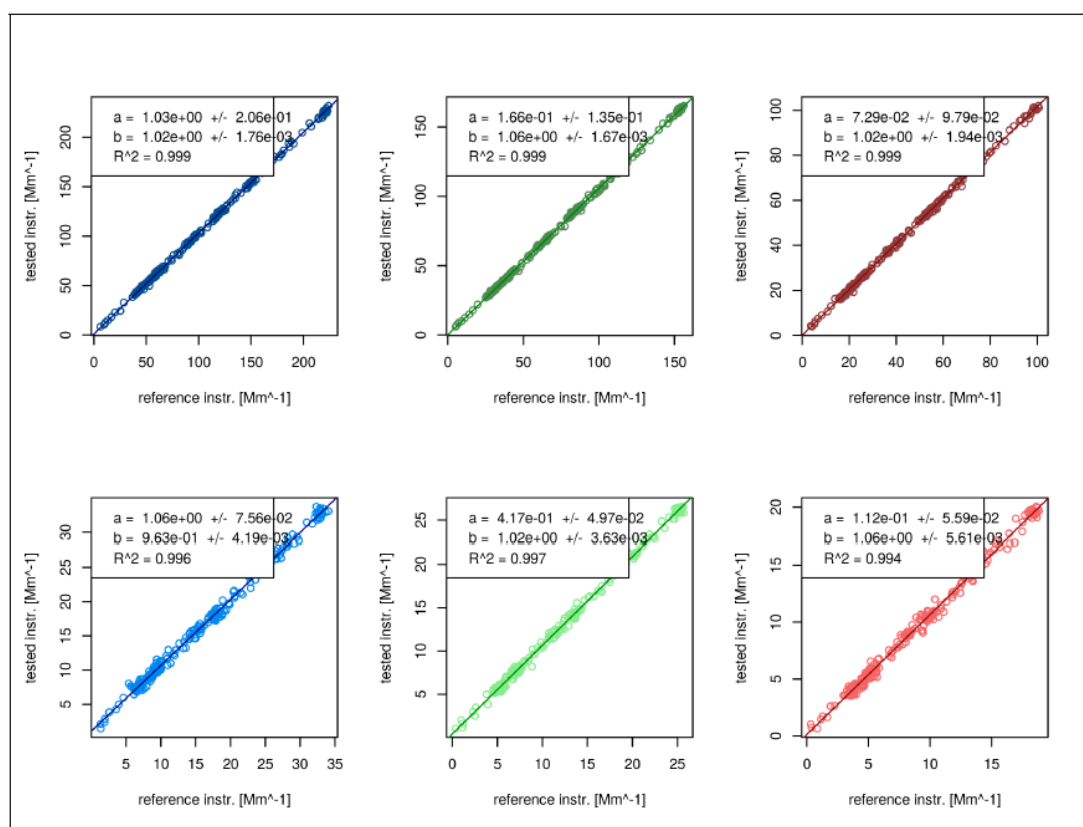 a = 1.03e+00 +/- 2.06e-01
b = 1.02e+00 +/- 1.76e-03
R^2 = 0.999
tested instr. [Mm^-1]
0 50 100 150 200
0 50 100 150 200
reference instr. [Mm^-1]
a = 1.66e-01 +/- 1.35e-01
b = 1.06e+00 +/- 1.67e-03
R^2 = 0.999
tested instr. [Mm^-1]
0 50 100 150
0 50 100 150
reference instr. [Mm^-1]
a = 7.29e-02 +/- 9.79e-02
b = 1.02e+00 +/- 1.94e-03
R^2 = 0.999
tested instr. [Mm^-1]
0 20 40 60 80 100
0 20 40 60 80 100
reference instr. [Mm^-1]
a = 1.06e+00 +/- 7.56e-02
b = 9.63e-01 +/- 4.19e-03
R^2 = 0.996
tested instr. [Mm^-1]
5 10 15 20 25 30
5 10 15 20 25 30 35
reference instr. [Mm^-1]
a = 4.17e-01 +/- 4.97e-02
b = 1.02e+00 +/- 3.63e-03
R^2 = 0.997
tested instr. [Mm^-1]
5 10 15 20 25
0 5 10 15 20 25
reference instr. [Mm^-1]
a = 1.12e-01 +/- 5.59e-02
b = 1.06e+00 +/- 5.61e-03
R^2 = 0.994
tested instr. [Mm^-1]
0 5 10 15 20
0 5 10 15
reference instr. [Mm^-1]